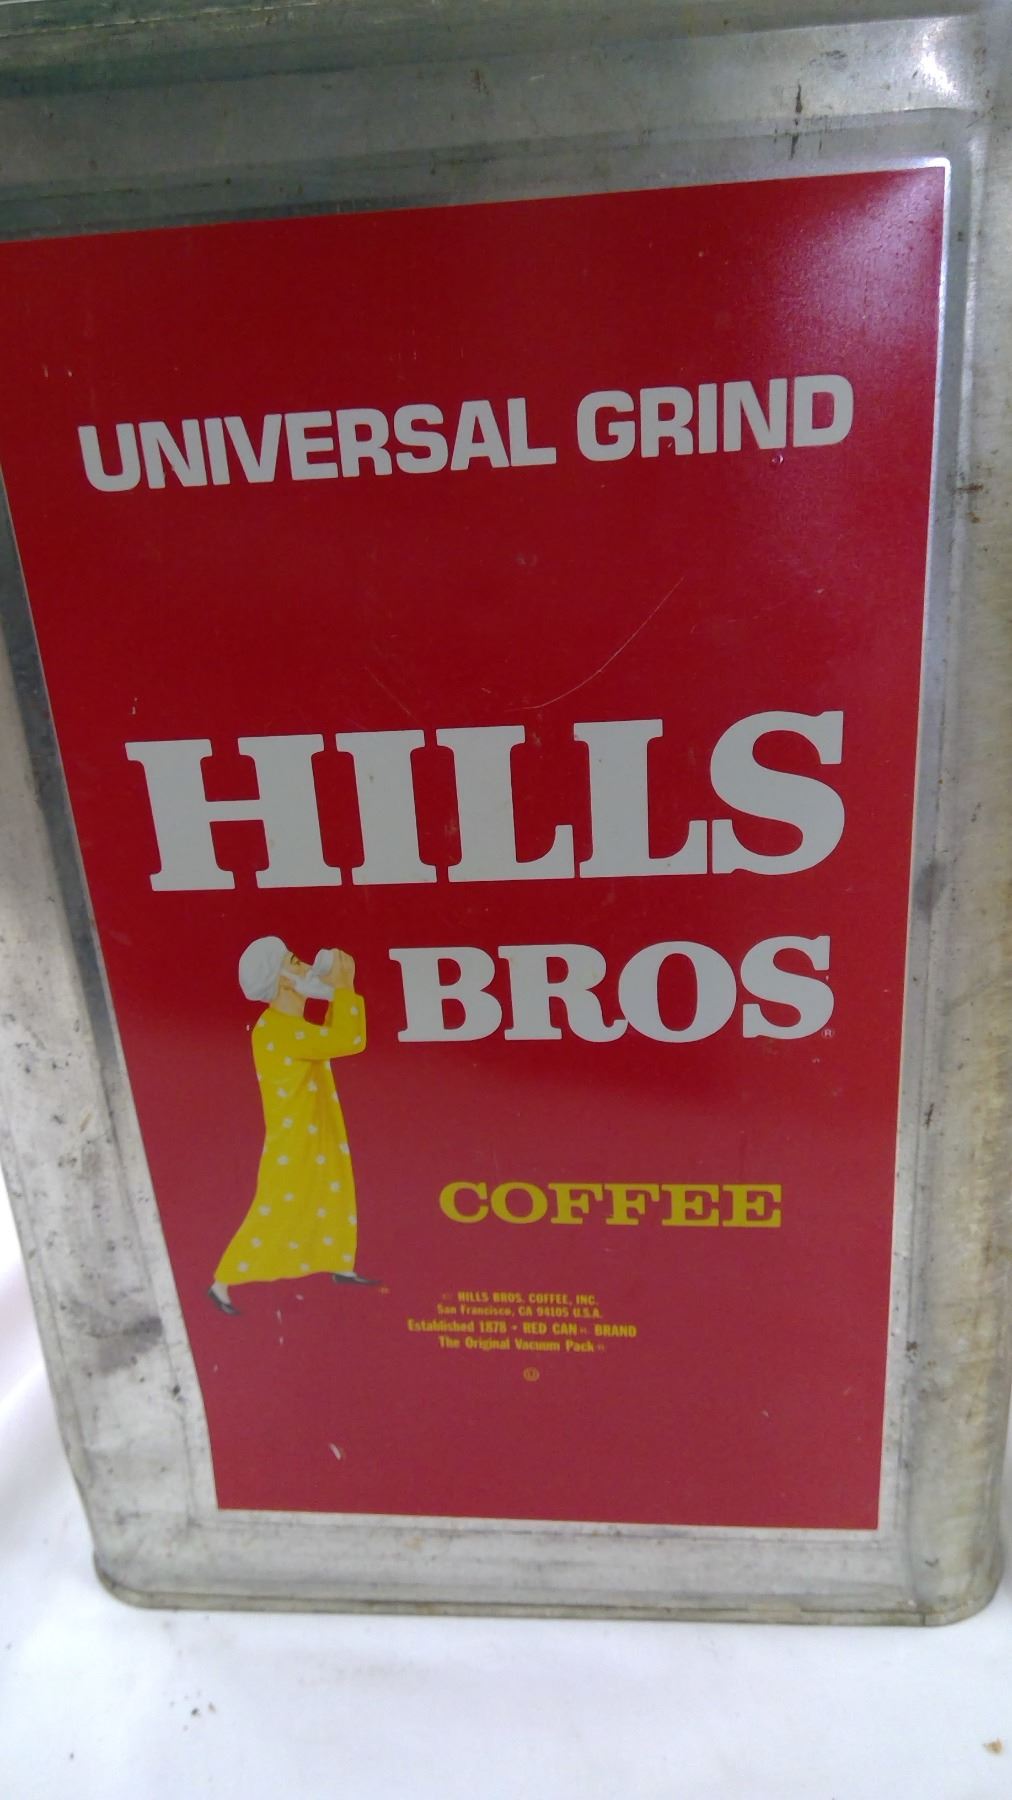 UNIVERSAL GRIND
HILLS
BROS®
COFFEE
HILLS BROS. COFFEE, INC.
San Francisco, CA 94105 U.S.A.
Established 1878 • RED CAN® BRAND
The Original Vacuum Pack